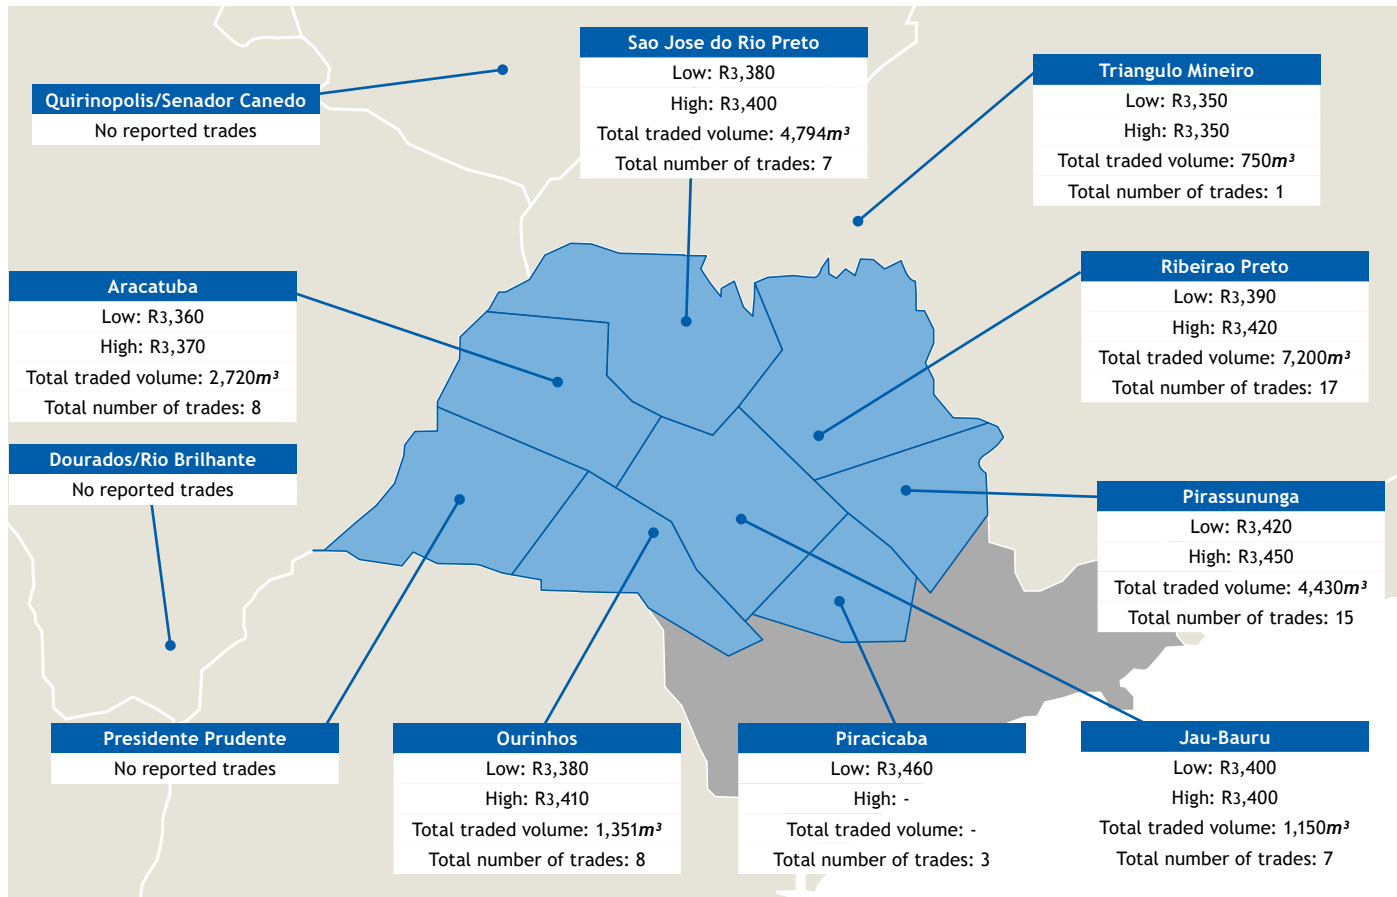 Sao Jose do Rio Preto
Low: R3,380
High: R3,400
Total traded volume: 4,794m³
Total number of trades: 7
Triangulo Mineiro
Low: R3,350
High: R3,350
Total traded volume: 750m³
Total number of trades: 1
Quirinopolis/Senador Canedo
No reported trades
Ribeirao Preto
Low: R3,390
High: R3,420
Total traded volume: 7,200m³
Total number of trades: 17
Aracatuba
Low: R3,360
High: R3,370
Total traded volume: 2,720m³
Total number of trades: 8
Dourados/Rio Brilhante
No reported trades
Pirassununga
Low: R3,420
High: R3,450
Total traded volume: 4,430m³
Total number of trades: 15
Presidente Prudente
No reported trades
Ourinhos
Low: R3,380
High: R3,410
Total traded volume: 1,351m³
Total number of trades: 8
Piracicaba
Low: R3,460
High: -
Total traded volume: -
Total number of trades: 3
Jau-Bauru
Low: R3,400
High: R3,400
Total traded volume: 1,150m³
Total number of trades: 7